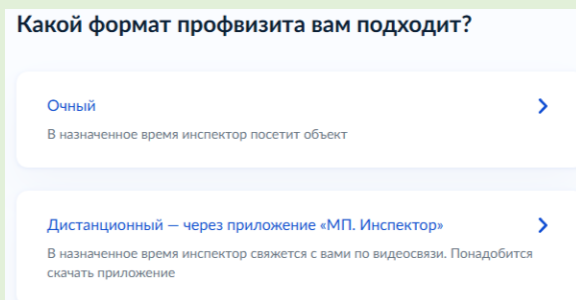 Какой формат профвизита вам подходит?
Очный
В назначенное время инспектор посетит объект
Дистанционный — через приложение «МП. Инспектор»
В назначенное время инспектор свяжется с вами по видеосвязи. Понадобится
скачать приложение